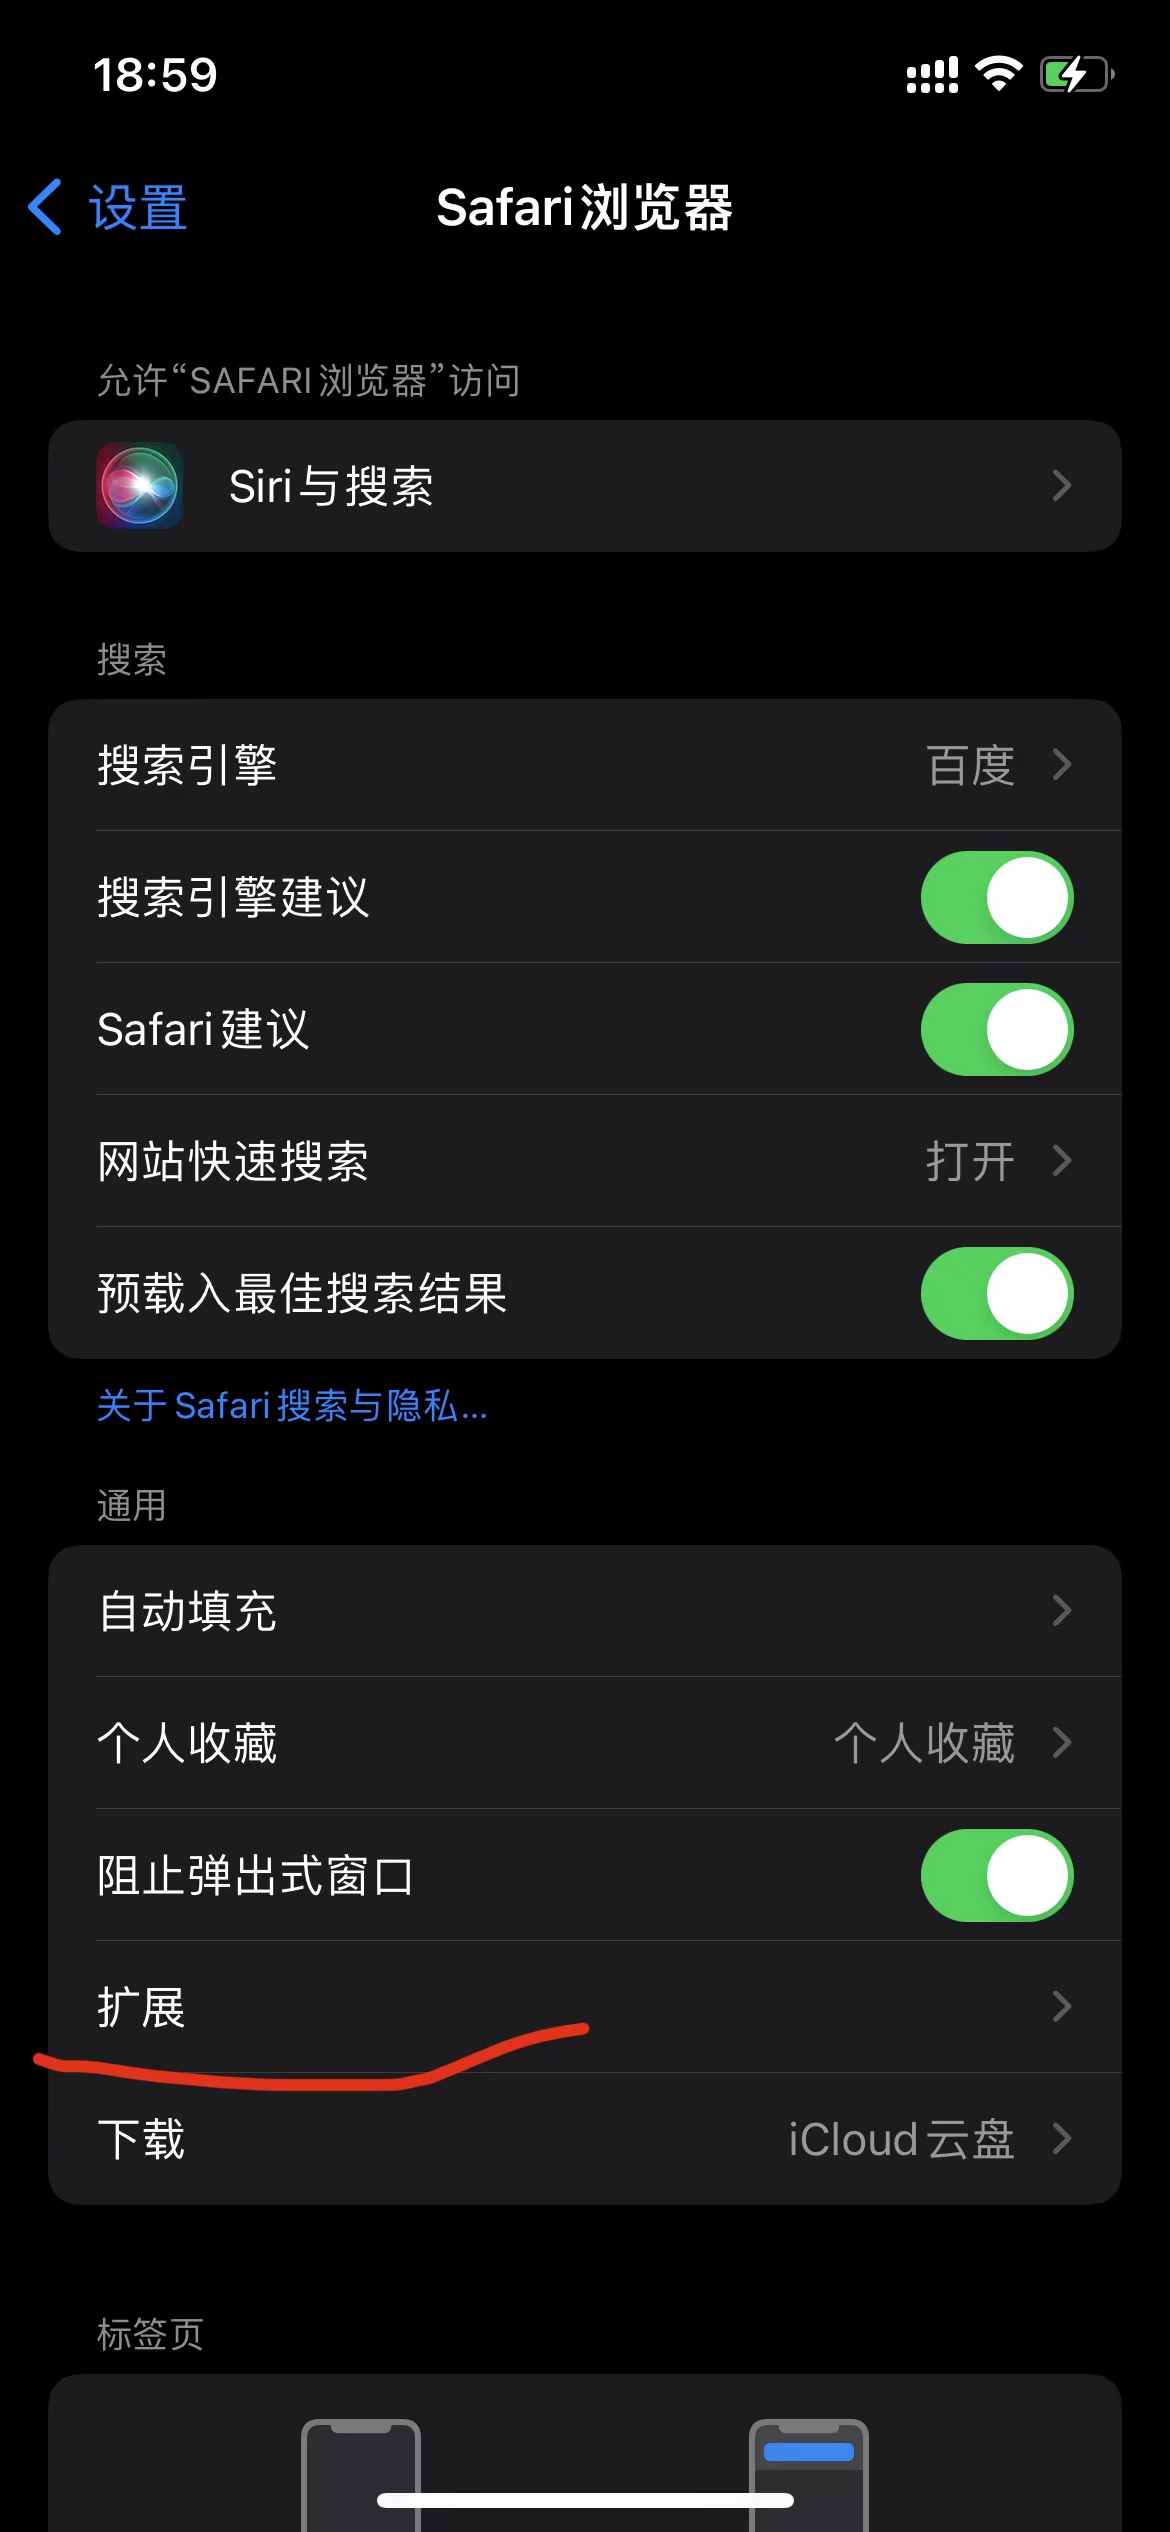 18:59
设置
Safari浏览器
允许“SAFARI浏览器”访问
Siri与搜索
搜索
搜索引擎 百度
搜索引擎建议
Safari建议
网站快速搜索 打开
预载入最佳搜索结果
关于Safari搜索与隐私...
通用
自动填充
个人收藏 个人收藏
阻止弹出式窗口
扩展
下载 iCloud云盘
标签页